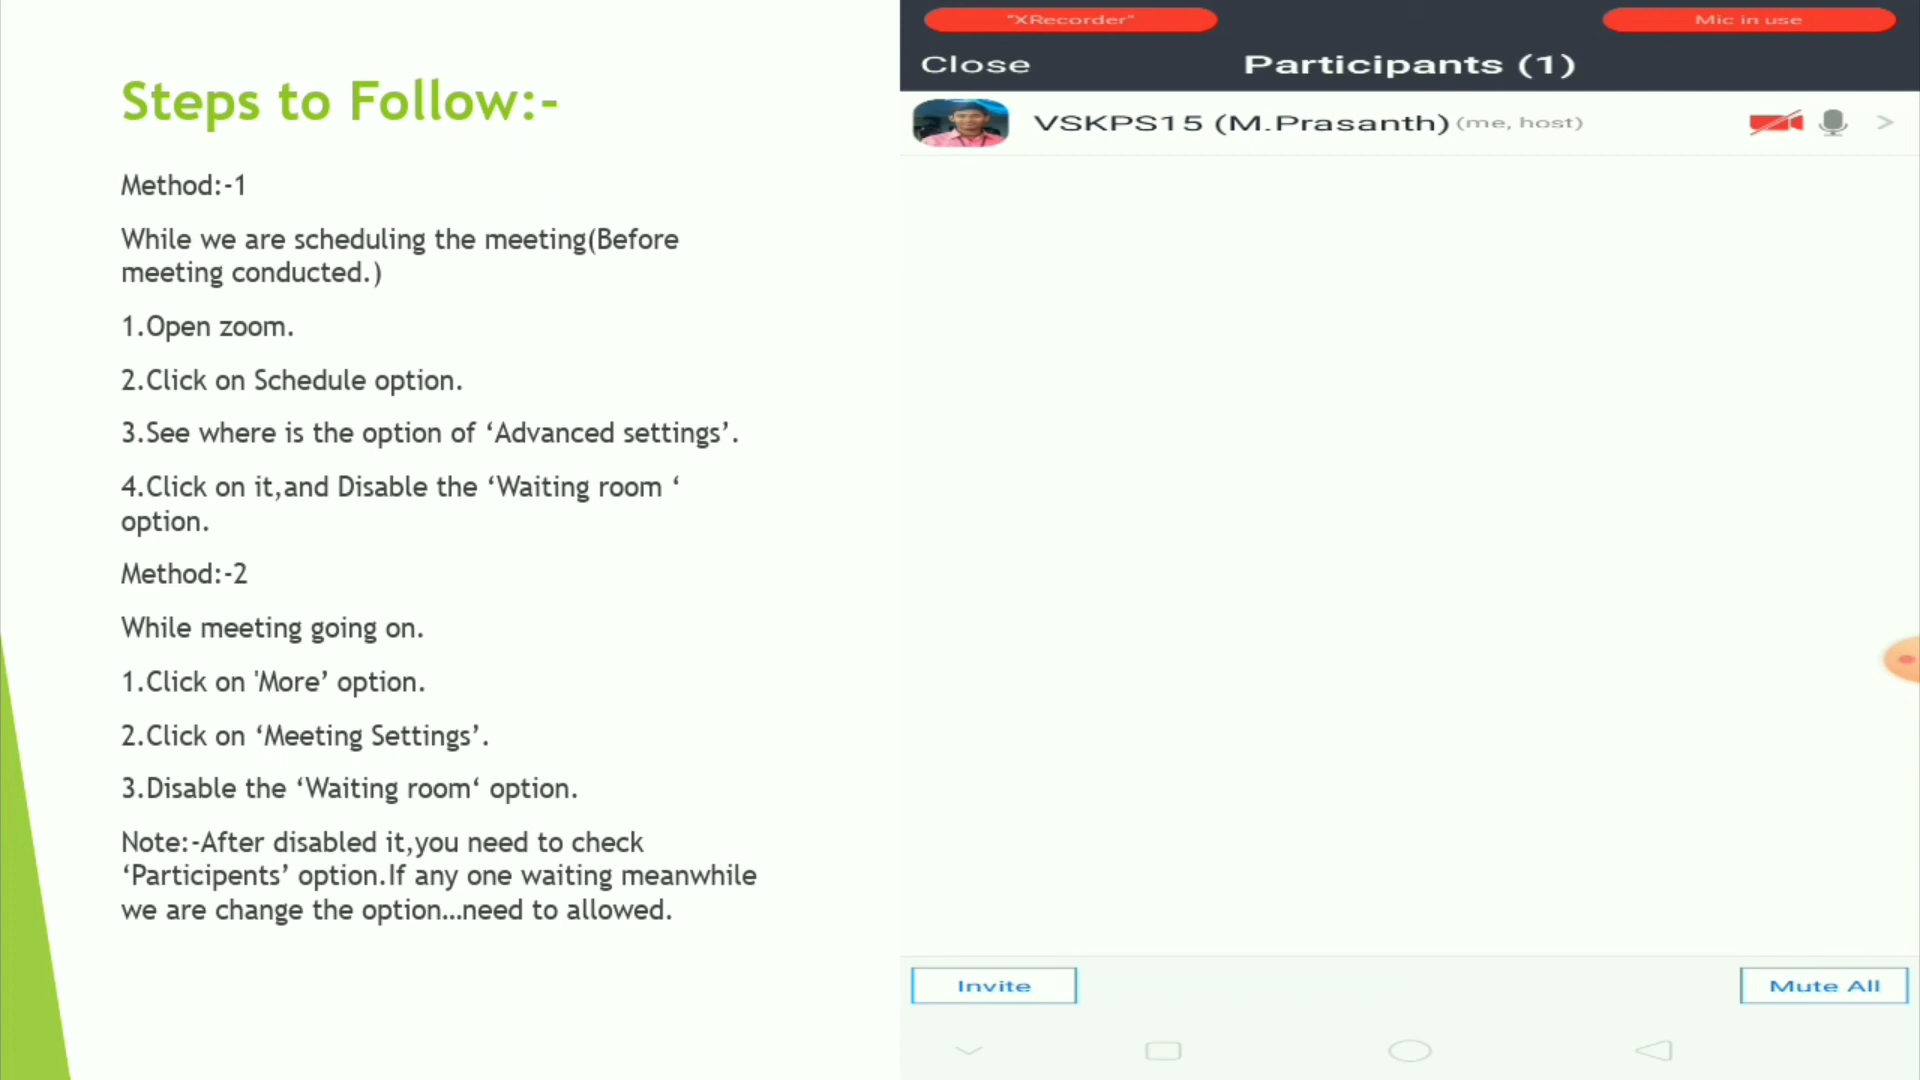 Steps to Follow:-
Method:-1
While we are scheduling the meeting(Before
meeting conducted.)
1.Open zoom.
2.Click on Schedule option.
3.See where is the option of ‘Advanced settings’.
4.Click on it,and Disable the ‘Waiting room ‘
option.
Method:-2
While meeting going on.
1.Click on 'More’ option.
2.Click on ‘Meeting Settings’.
3.Disable the ‘Waiting room‘ option.
Note:-After disabled it,you need to check
‘Participents’ option.If any one waiting meanwhile
we are change the option…need to allowed.
"XRecorder"
Mic in use
Close
Participants (1)
VSKPS15 (M.Prasanth) (me, host)
Invite
Mute All